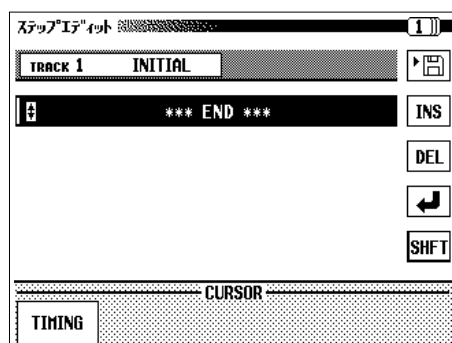 ステップエディット 1
TRACK 1 INITIAL
*** END ***
INS
DEL
SHFT
CURSOR
TIMING